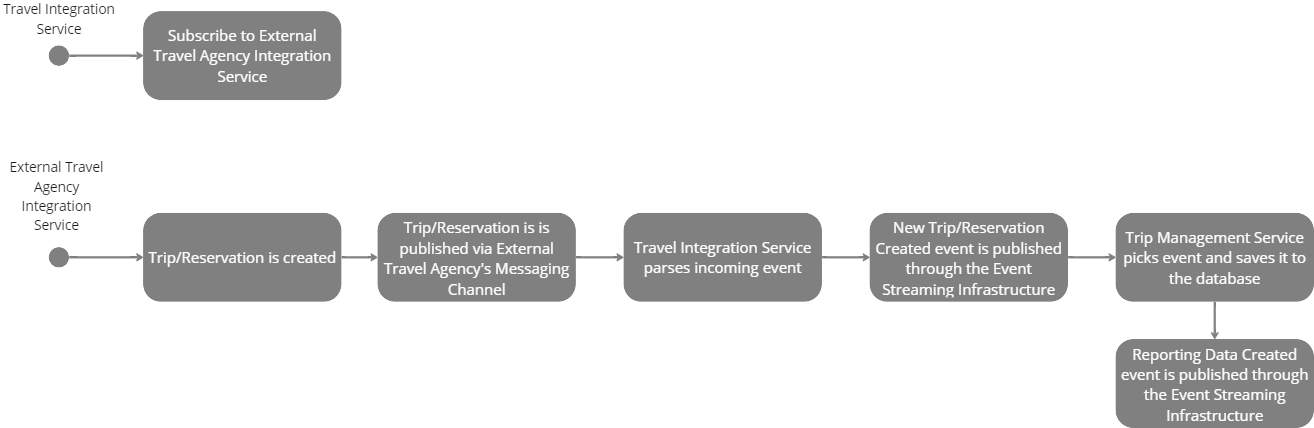 Travel Integration
Service
Subscribe to External
Travel Agency Integration
Service
External Travel
Agency
Integration
Service
Trip/Reservation is created
Trip/Reservation is is
published via External
Travel Agency's Messaging
Channel
Travel Integration Service
parses incoming event
New Trip/Reservation
Created event is published
through the Event
Streaming Infrastructure
Trip Management Service
picks event and saves it to
the database
Reporting Data Created
event is published through
the Event Streaming
Infrastructure